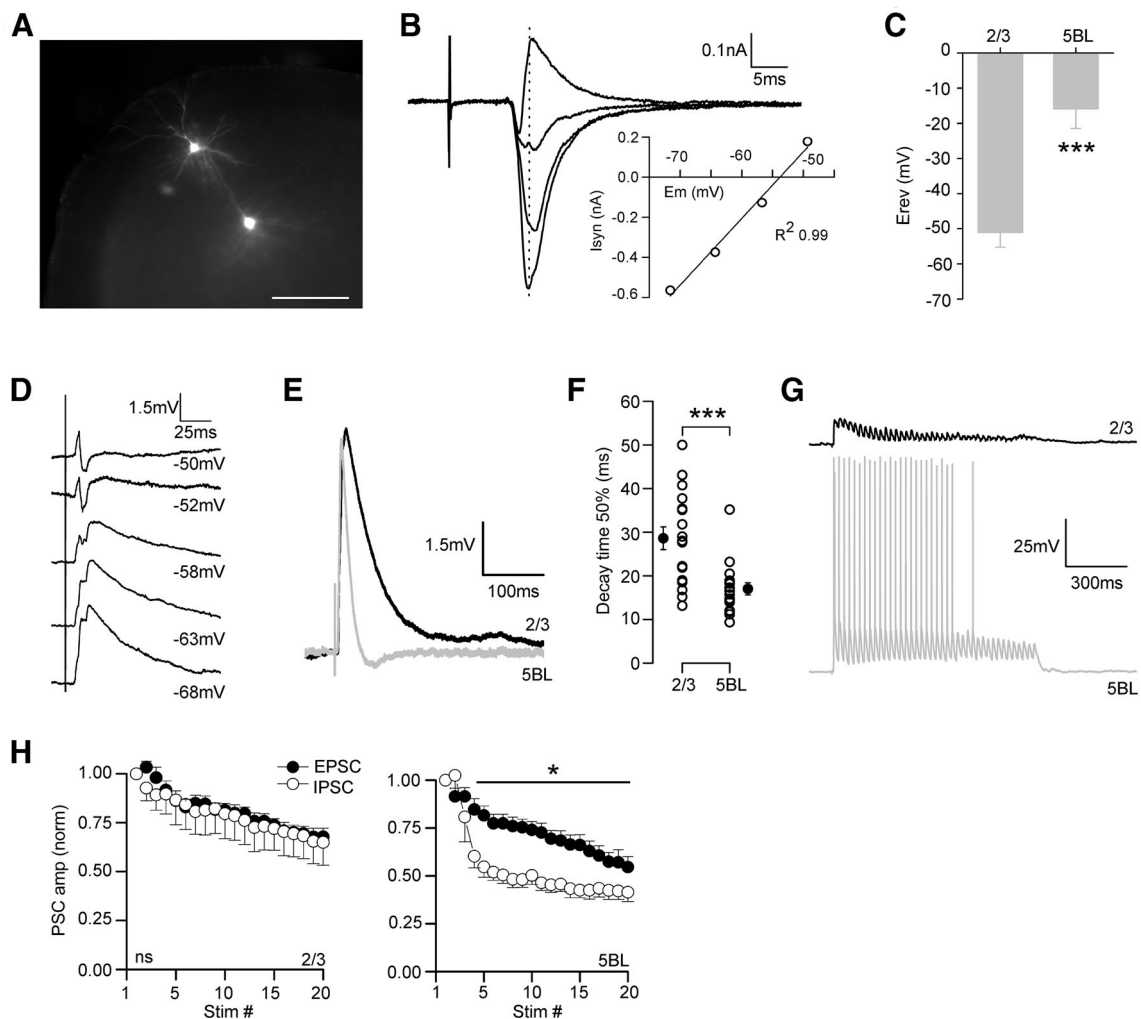 A
B
0.1nA
5ms
0.2
0.0
-0.2
-0.4
-0.6
-70
-60
-50
Em (mV)
Isyn (nA)
R2 0.99
C
2/3
5BL
0
-10
-20
-30
-40
-50
-60
-70
Erev (mV)
***
D
1.5mV
25ms
-50mV
-52mV
-58mV
-63mV
-68mV
E
1.5mV
100ms
2/3
5BL
F
60
50
40
30
20
10
0
Decay time 50% (ms)
***
2/3
5BL
G
2/3
25mV
300ms
5BL
H
1.00
0.75
0.50
0.25
0.00
PSC amp (norm)
EPSC
IPSC
ns
2/3
1
5
10
15
20
Stim #
1.00
0.75
0.50
0.25
0.00
*
5BL
1
5
10
15
20
Stim #